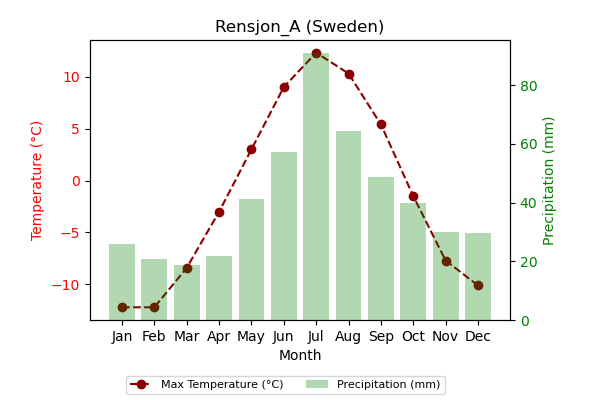 Rensjon_A (Sweden)
Temperature (°C)
10
5
0
−5
−10
80
60
40
20
0
Precipitation (mm)
Jan Feb Mar Apr May Jun Jul Aug Sep Oct Nov Dec
Month
Max Temperature (°C) Precipitation (mm)